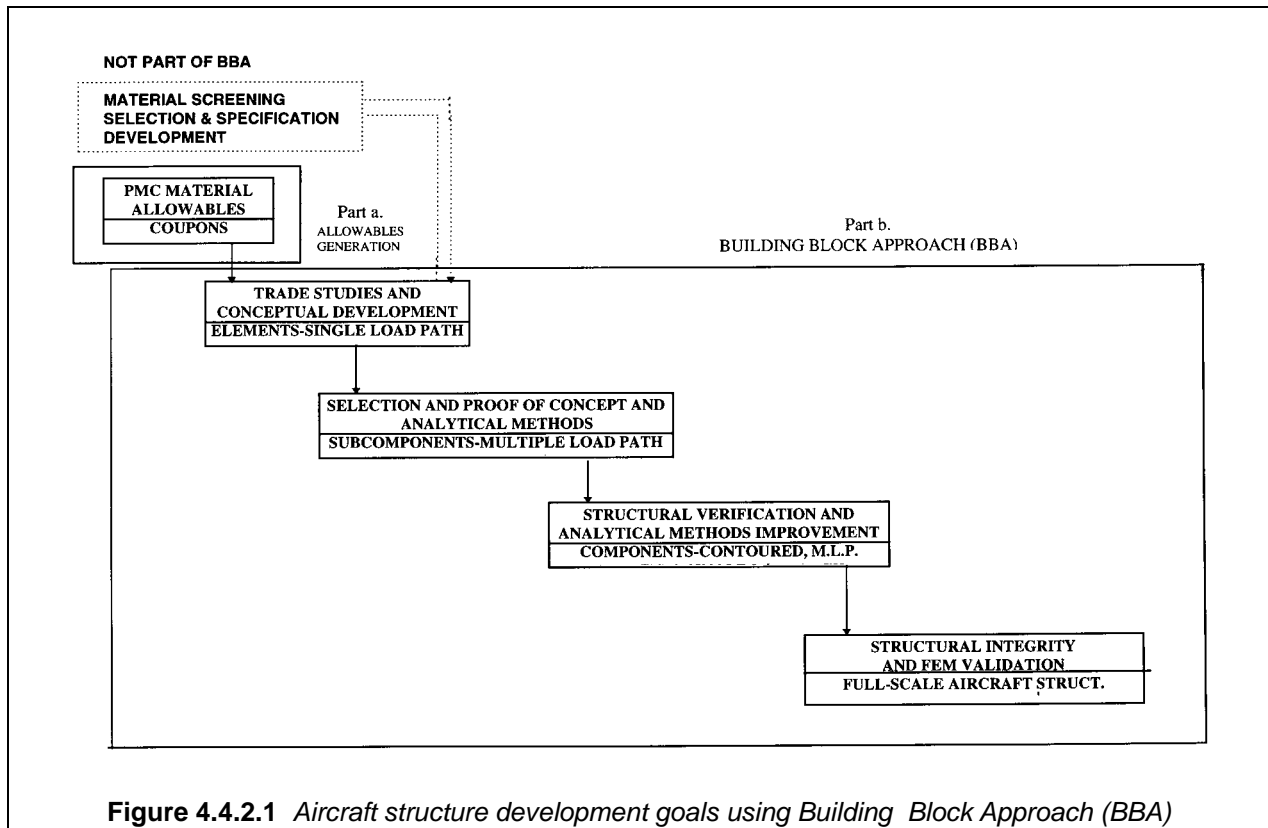 NOT PART OF BBA
MATERIAL SCREENING
SELECTION & SPECIFICATION
DEVELOPMENT
PMC MATERIAL
ALLOWABLES
COUPONS
Part a.
ALLOWABLES
GENERATION
Part b.
BUILDING BLOCK APPROACH (BBA)
TRADE STUDIES AND
CONCEPTUAL DEVELOPMENT
ELEMENTS-SINGLE LOAD PATH
SELECTION AND PROOF OF CONCEPT AND
ANALYTICAL METHODS
SUBCOMPONENTS-MULTIPLE LOAD PATH
STRUCTURAL VERIFICATION AND
ANALYTICAL METHODS IMPROVEMENT
COMPONENTS-CONTOURED, M.L.P.
STRUCTURAL INTEGRITY
AND FEM VALIDATION
FULL-SCALE AIRCRAFT STRUCT.
Figure 4.4.2.1 Aircraft structure development goals using Building Block Approach (BBA)